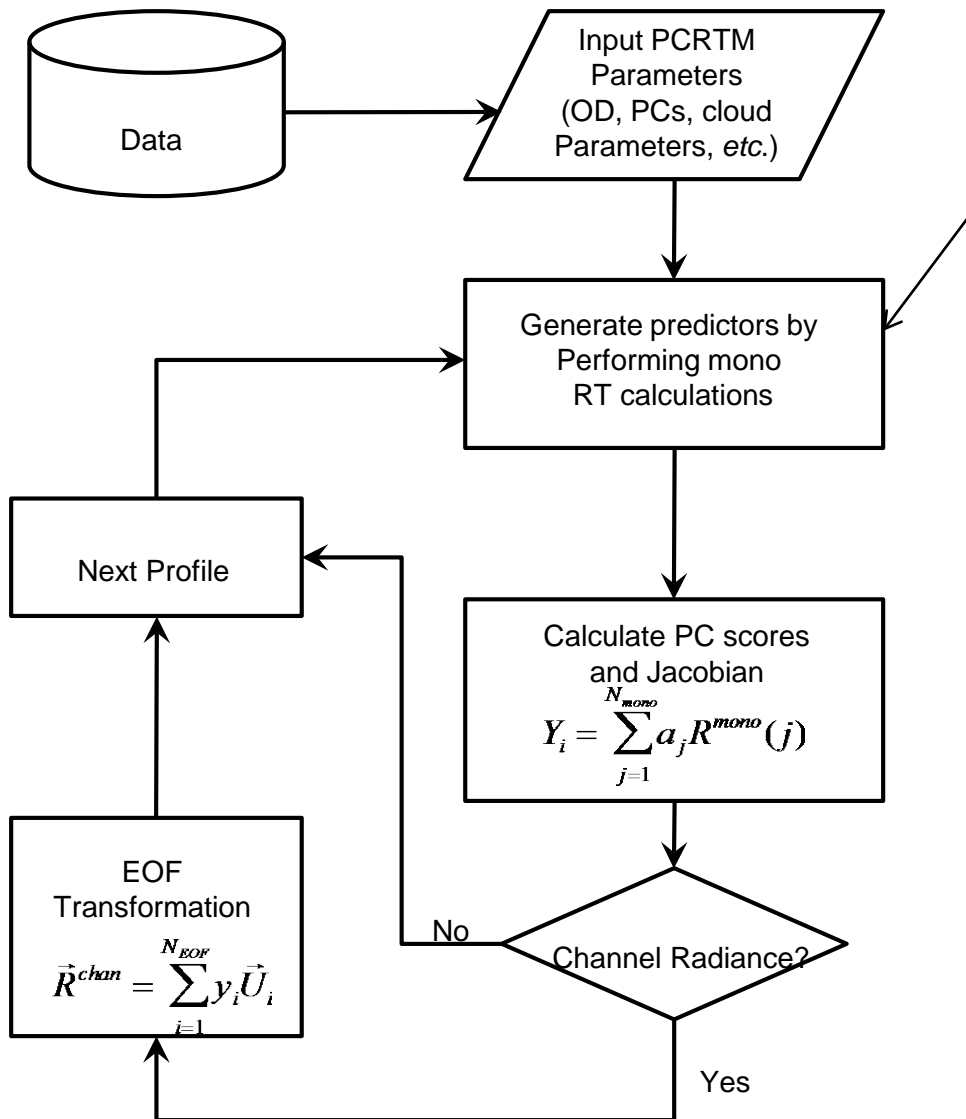 Data
Input PCRTM
Parameters
(OD, PCs, cloud
Parameters, etc.)
Generate predictors by
Performing mono
RT calculations
Next Profile
Calculate PC scores
and Jacobian
$Y_i = \sum_{j=1}^{N_{mono}} a_j R^{mono}(j)$
EOF
Transformation
$\vec{R}^{chan} = \sum_{i=1}^{N_{EOF}} y_i \vec{U}_i$
No
Channel Radiance?
Yes